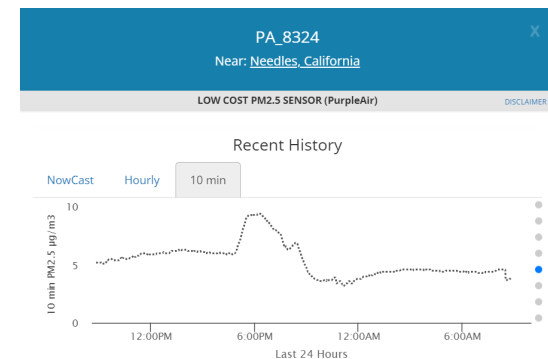 PA_8324
X
Near: Needles, California
LOW COST PM2.5 SENSOR (PurpleAir)
DISCLAIMER
Recent History
NowCast
Hourly
10 min
10 min PM2.5 µg/m3
10
5
0
12:00PM
6:00PM
12:00AM
6:00AM
Last 24 Hours